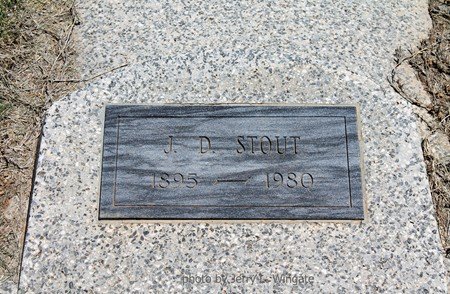 J. D. STOUT
1895 — 1980
photo by Jerry L. Wingate